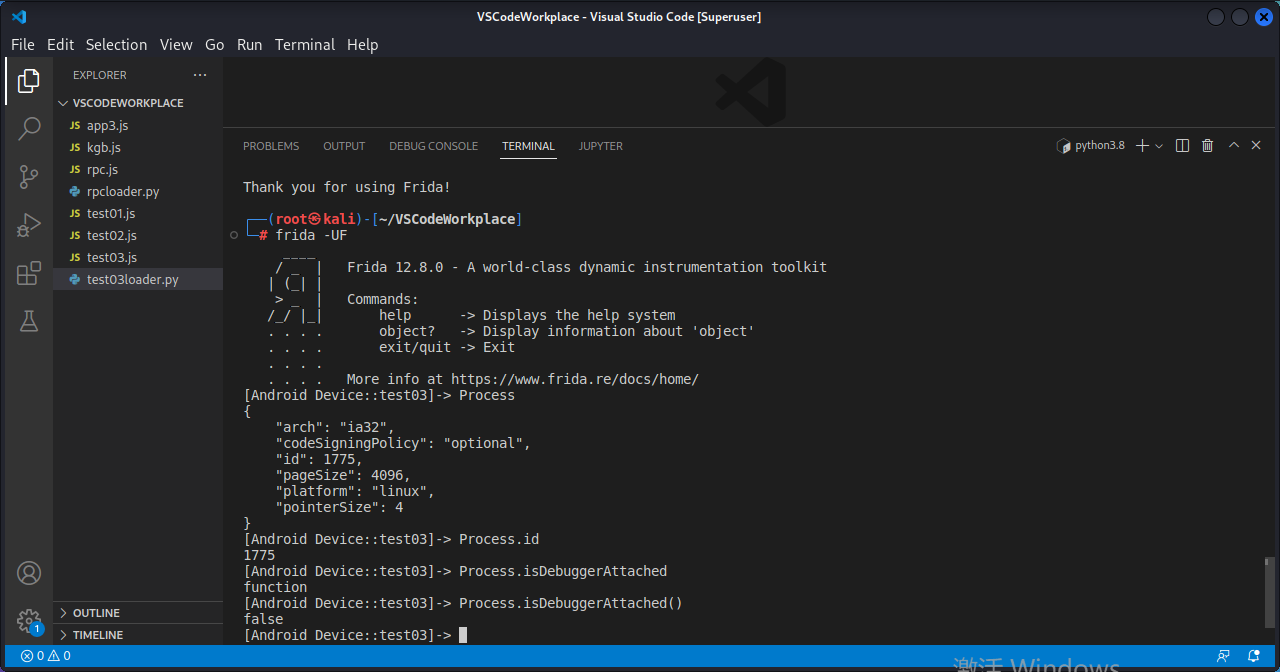 VSCodeWorkplace - Visual Studio Code [Superuser]
File Edit Selection View Go Run Terminal Help
EXPLORER ···
VSCODEWORKPLACE
JS app3.js
JS kgb.js
JS rpc.js
rpcloader.py
JS test01.js
JS test02.js
JS test03.js
test03loader.py
OUTLINE
TIMELINE
1
PROBLEMS OUTPUT DEBUG CONSOLE TERMINAL JUPYTER
python3.8
Thank you for using Frida!
┌──(root㉿kali)-[~/VSCodeWorkplace]
└─# frida -UF
     ____
    / _  |   Frida 12.8.0 - A world-class dynamic instrumentation toolkit
   | (_| |
    > _  |   Commands:
   /_/ |_|       help      -> Displays the help system
   . . . .       object?   -> Display information about 'object'
   . . . .       exit/quit -> Exit
   . . . .
   . . . .   More info at https://www.frida.re/docs/home/
[Android Device::test03]-> Process
{
    "arch": "ia32",
    "codeSigningPolicy": "optional",
    "id": 1775,
    "pageSize": 4096,
    "platform": "linux",
    "pointerSize": 4
}
[Android Device::test03]-> Process.id
1775
[Android Device::test03]-> Process.isDebuggerAttached
function
[Android Device::test03]-> Process.isDebuggerAttached()
false
[Android Device::test03]->
0 0
激活 Windows